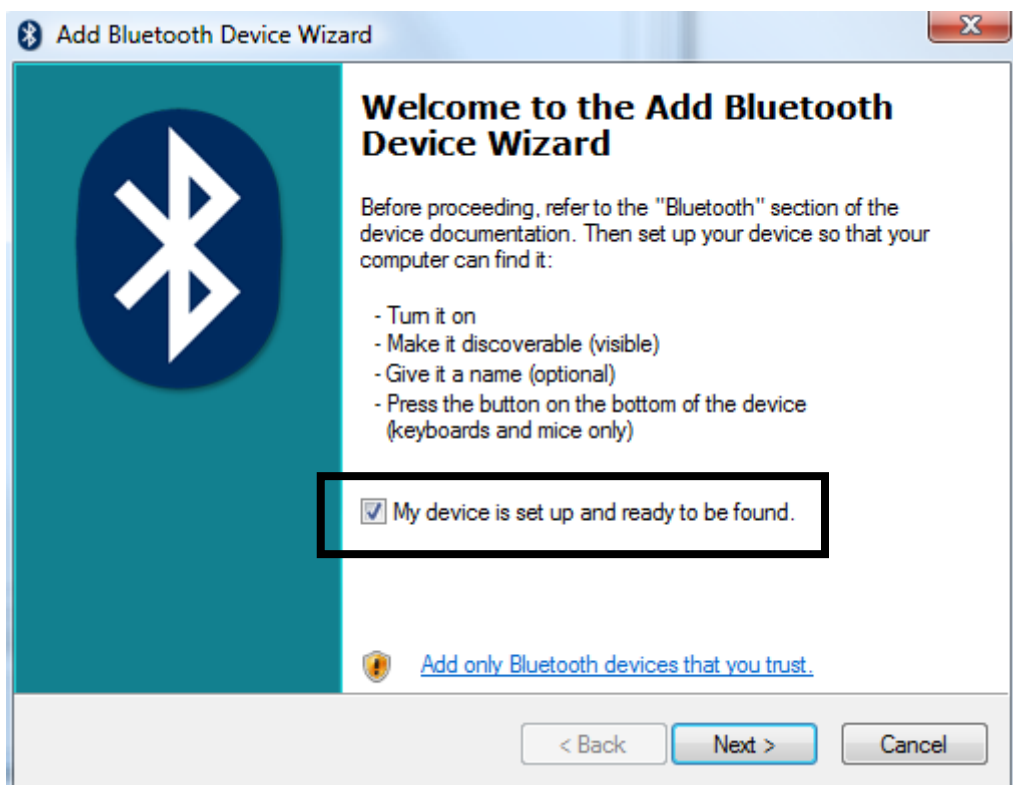 Add Bluetooth Device Wizard
Welcome to the Add Bluetooth
Device Wizard
Before proceeding, refer to the "Bluetooth" section of the
device documentation. Then set up your device so that your
computer can find it:
- Turn it on
- Make it discoverable (visible)
- Give it a name (optional)
- Press the button on the bottom of the device
(keyboards and mice only)
My device is set up and ready to be found.
Add only Bluetooth devices that you trust.
< Back Next > Cancel